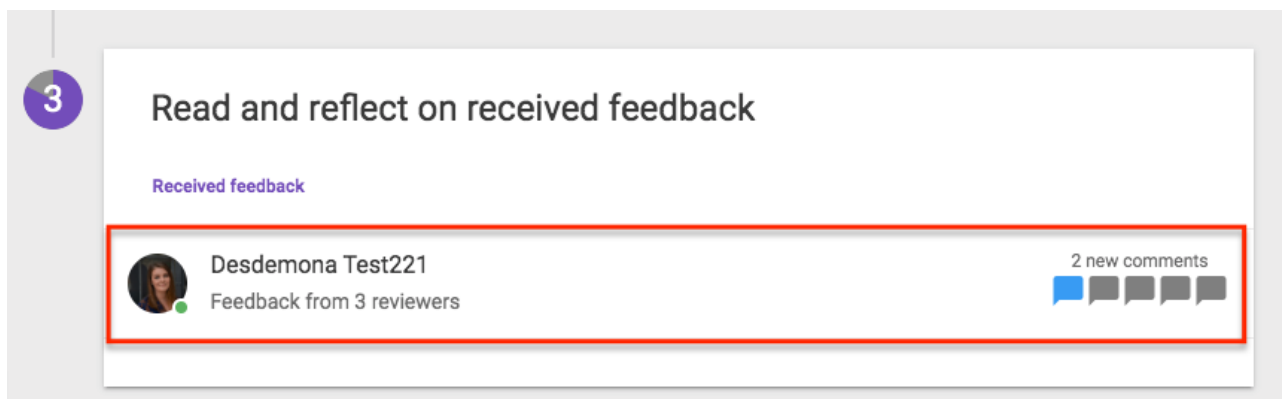 3
Read and reflect on received feedback
Received feedback
Desdemona Test221
Feedback from 3 reviewers
2 new comments